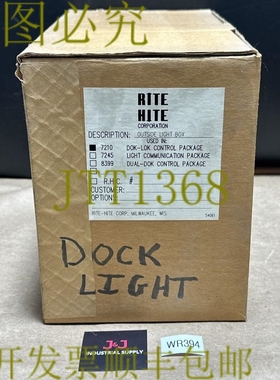 图必究
RITE
HITE
CORPORATION
DESCRIPTION: OUTSIDE LIGHT BOX
USED IN:
7210 DOK-LOK CONTROL PACKAGE
7245 LIGHT COMMUNICATION PACKAGE
8399 DUAL-DOK CONTROL PACKAGE
R.H.C. #
CUSTOMER:
OPTIONS:
JTT1368
RITE-HITE CORP. MILWAUKEE, WIS.
DOCK
LIGHT
J&J
INDUSTRIAL SUPPLY
WR394
开发票顺丰包邮